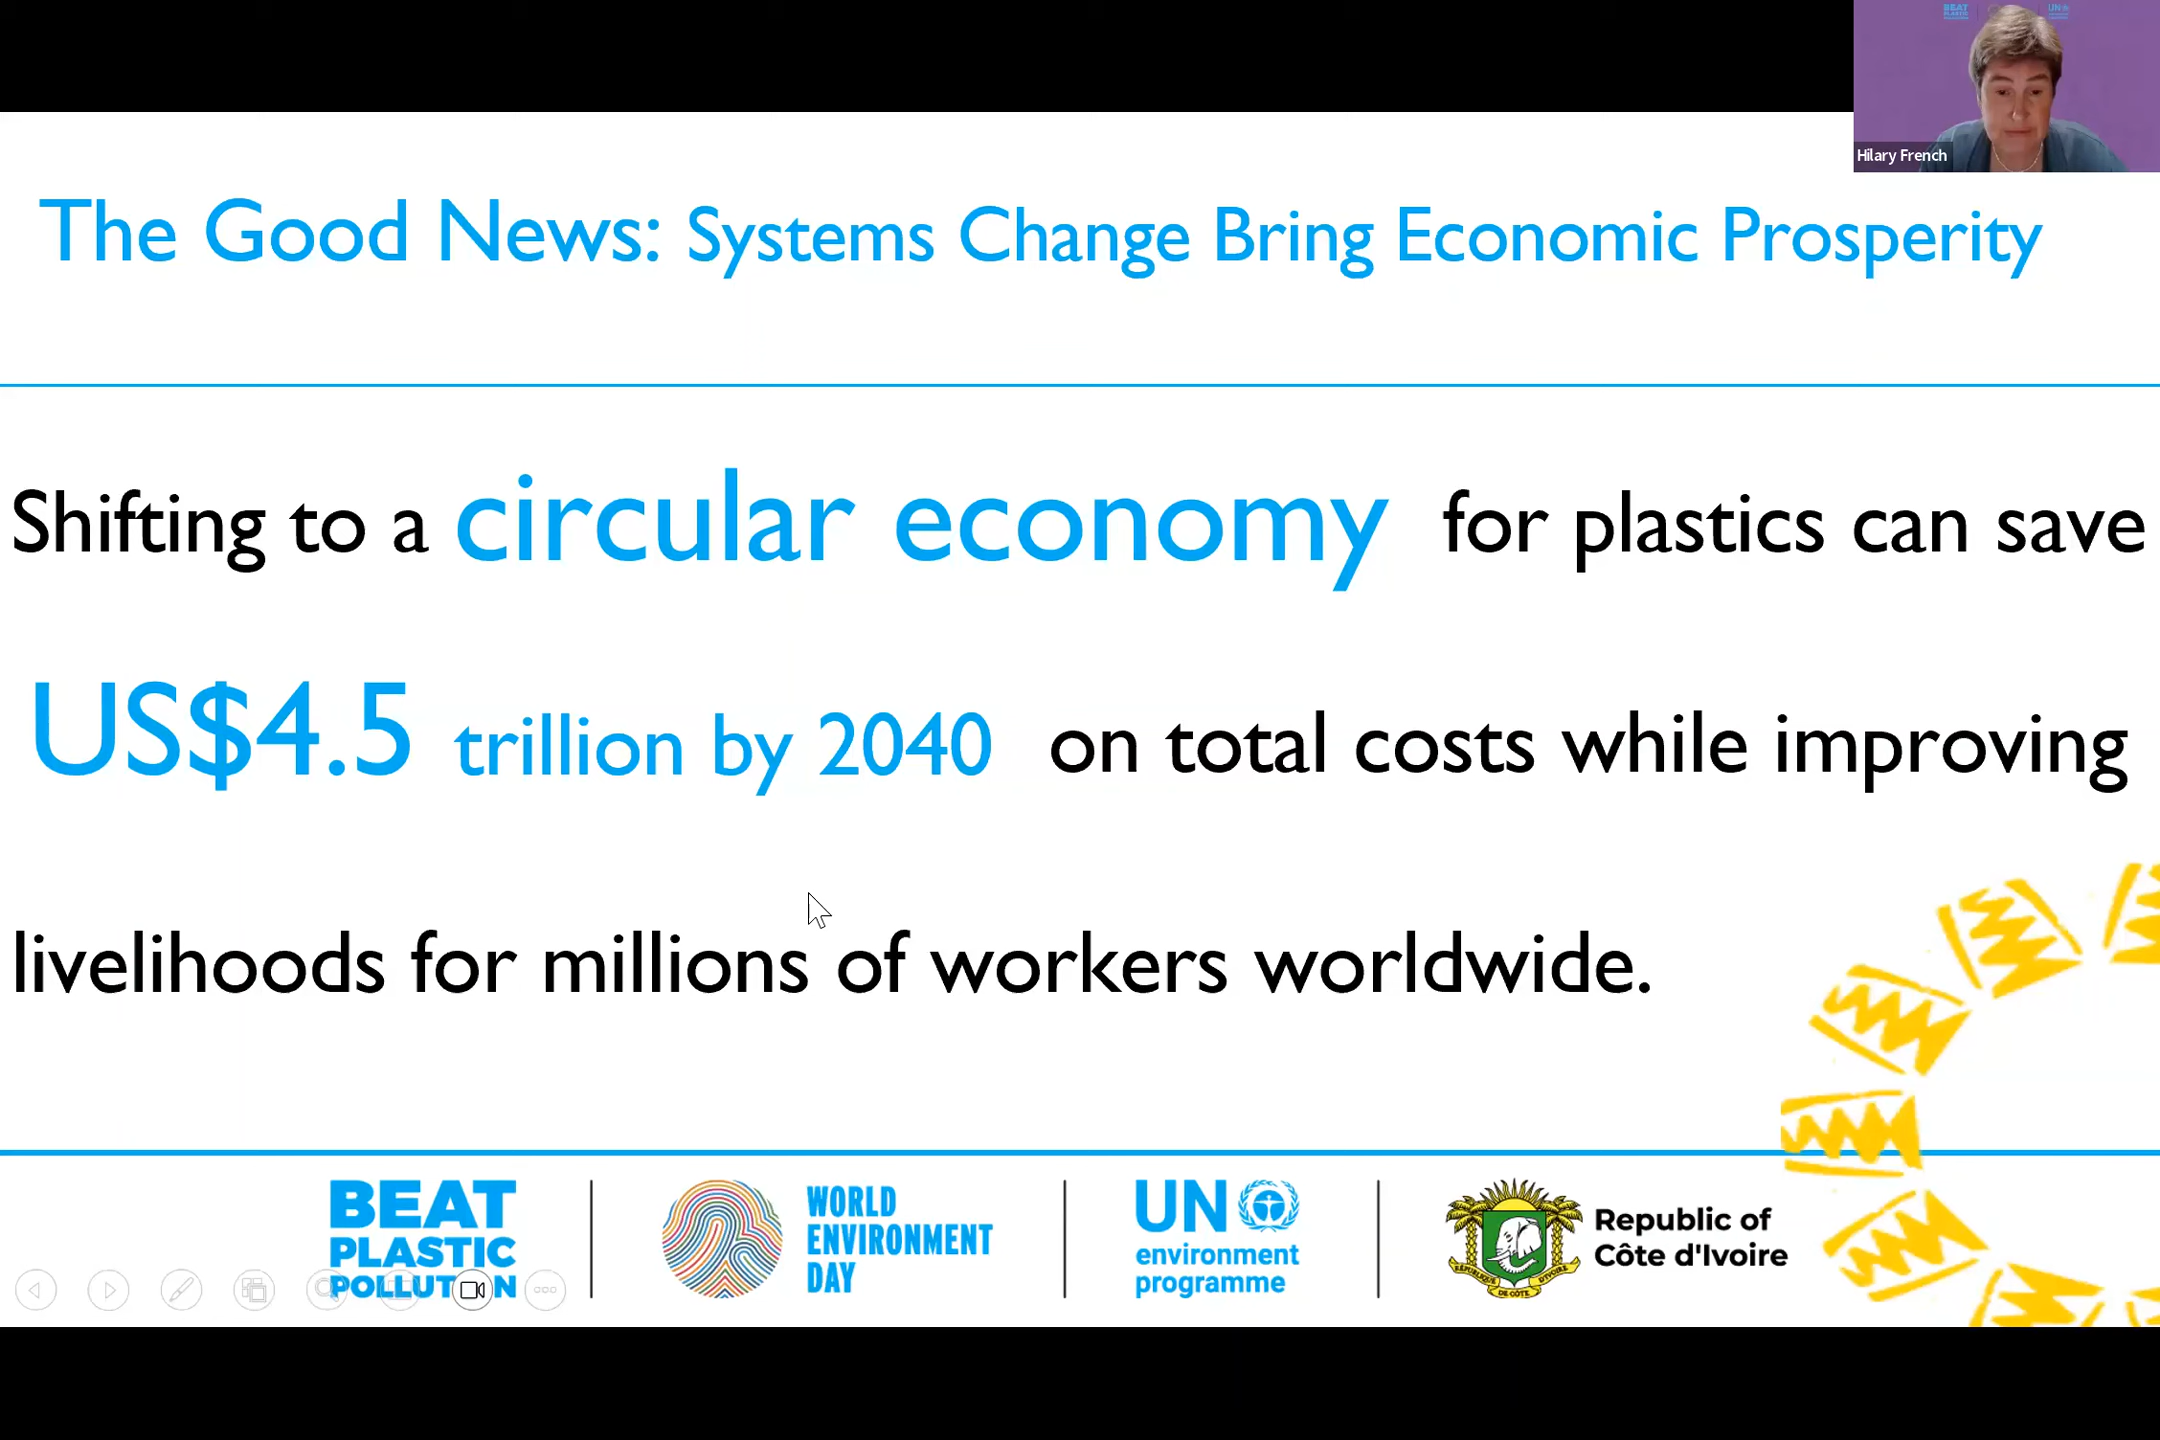 BEAT
UN
Hilary French
The Good News: Systems Change Bring Economic Prosperity
Shifting to a circular economy for plastics can save
US$4.5 trillion by 2040 on total costs while improving
livelihoods for millions of workers worldwide.
BEAT
PLASTIC
POLLUTION
WORLD
ENVIRONMENT
DAY
UN
environment
programme
Republic of
Côte d'Ivoire